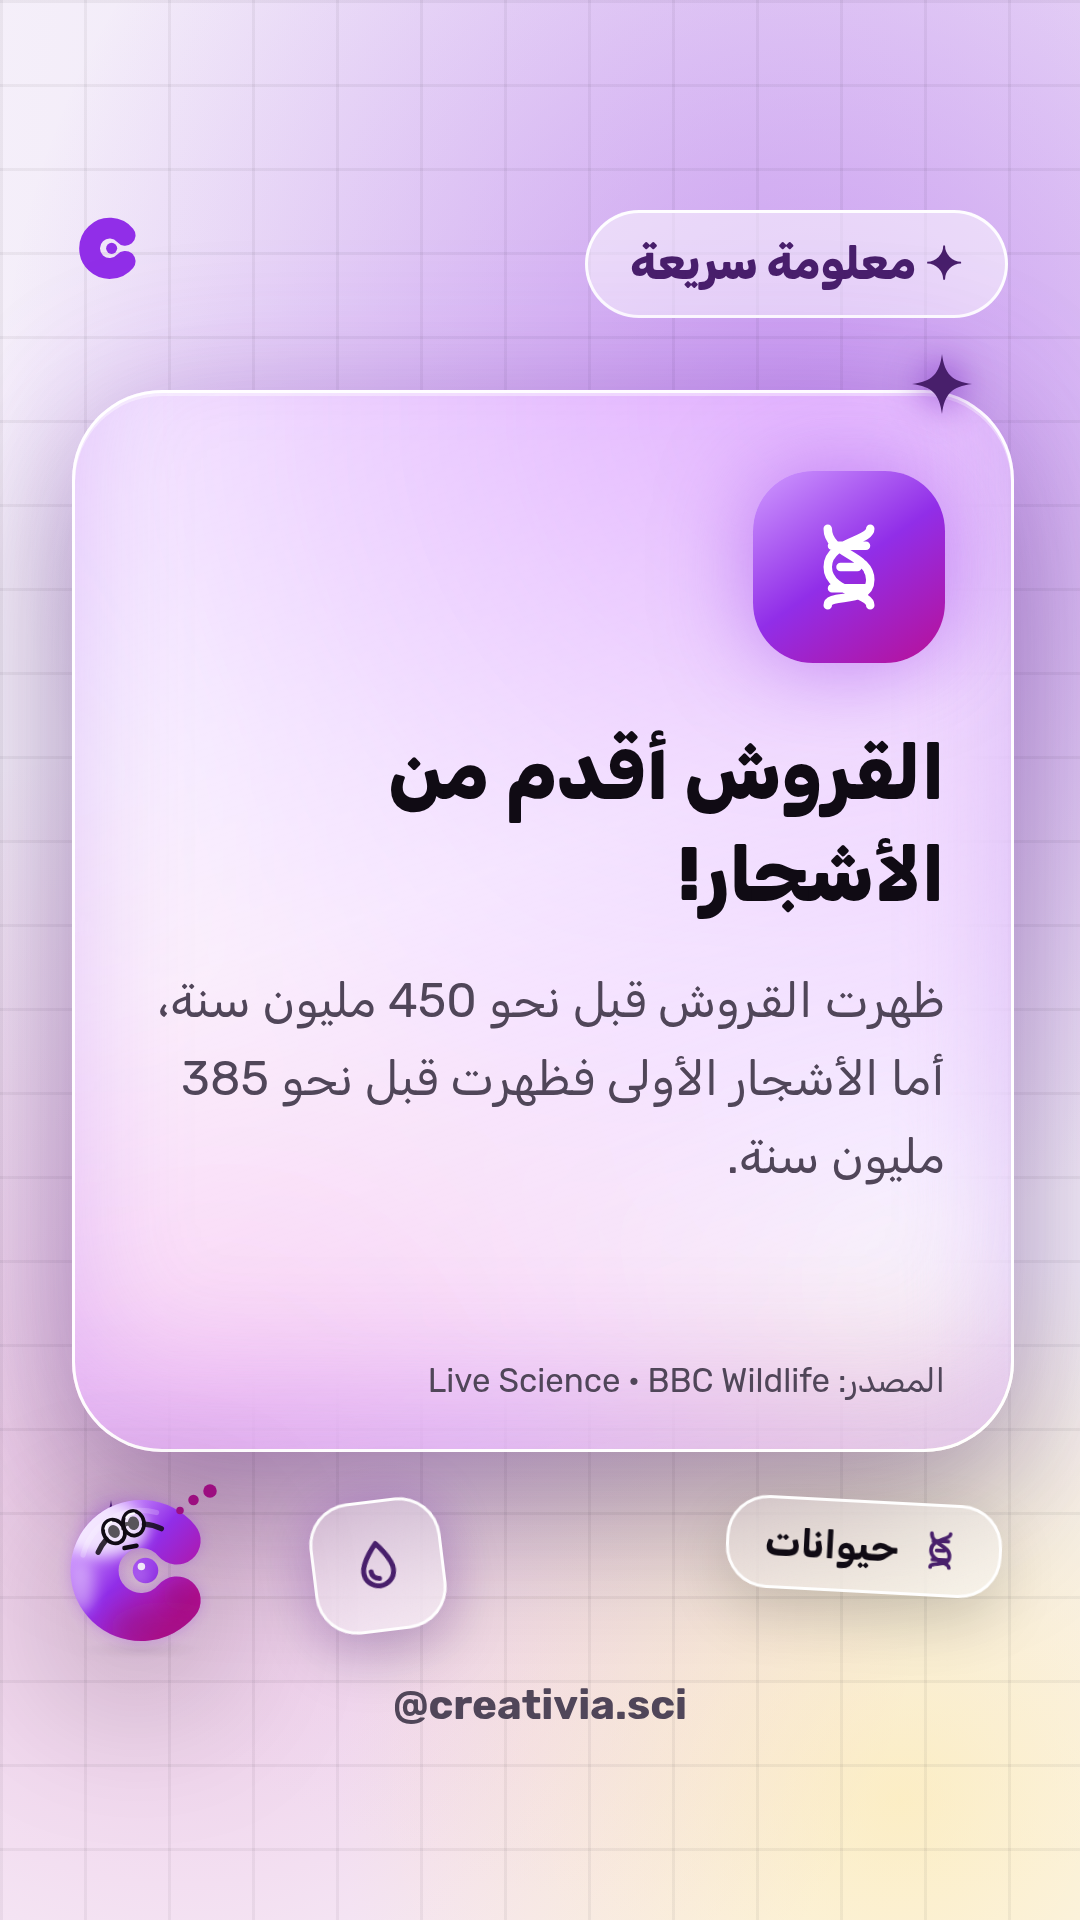 معلومة سريعة
القروش أقدم من
الأشجار!
ظهرت القروش قبل نحو 450 مليون سنة،
أما الأشجار الأولى فظهرت قبل نحو 385
مليون سنة.
المصدر: Live Science • BBC Wildlife
حيوانات
@creativia.sci